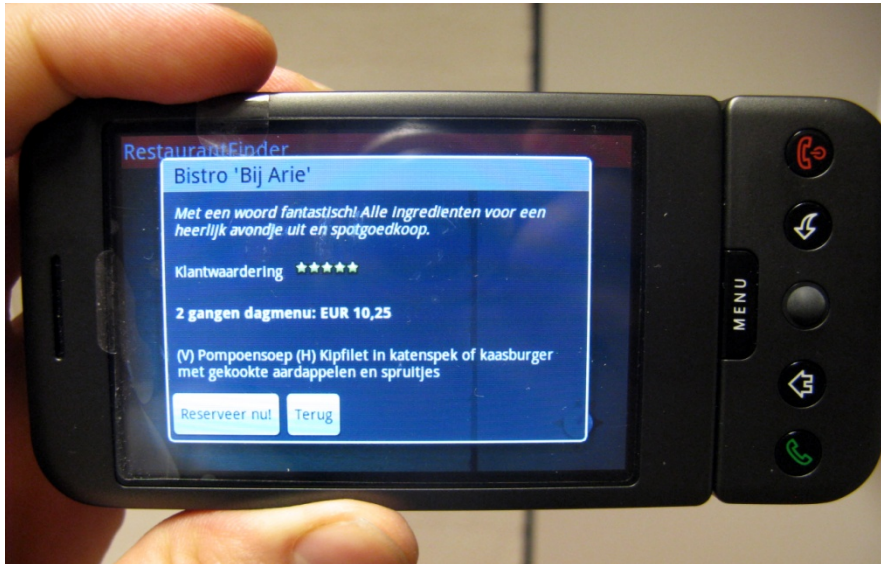 RestaurantFinder
Bistro 'Bij Arie'
Met een woord fantastisch! Alle ingredienten voor een
heerlijk avondje uit en spotgoedkoop.
Klantwaardering
2 gangen dagmenu: EUR 10,25
(V) Pompoensoep (H) Kipfilet in katenspek of kaasburger
met gekookte aardappelen en spruitjes
Reserveer nu! Terug
MENU